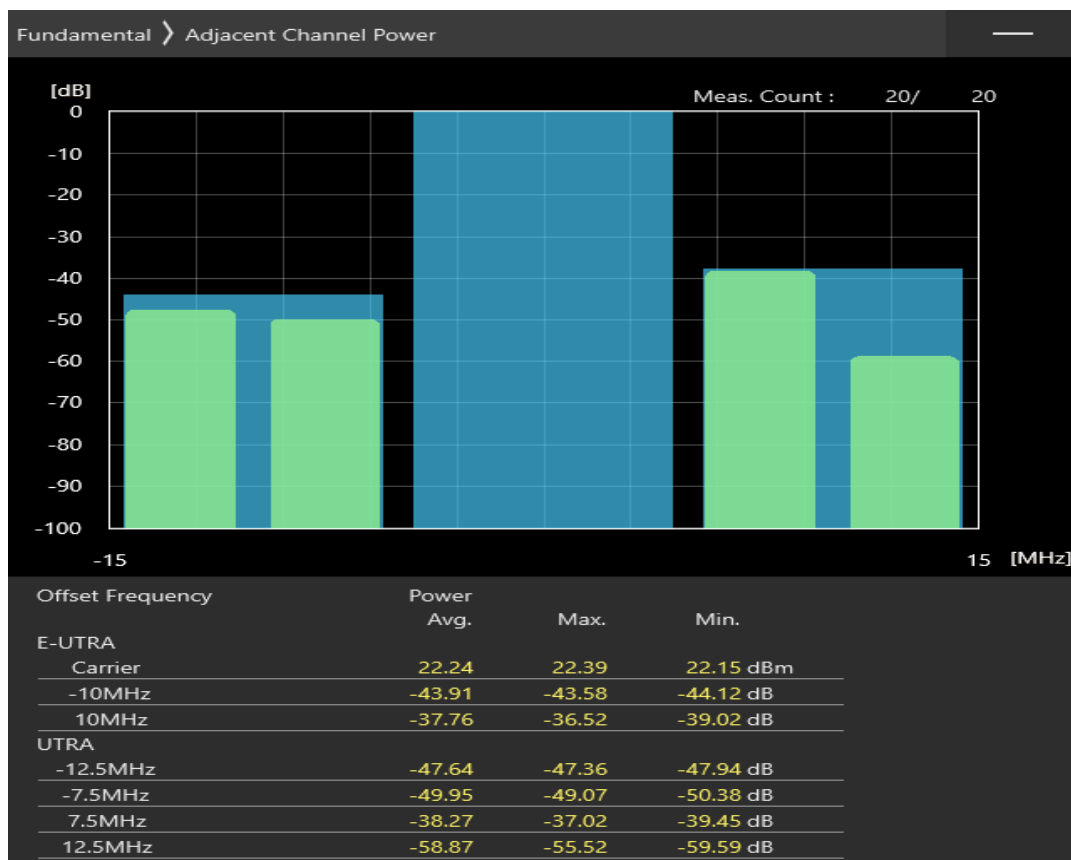 Fundamental 〉 Adjacent Channel Power
[dB]
Meas. Count : 20/ 20
0
-10
-20
-30
-40
-50
-60
-70
-80
-90
-100
-15 15 [MHz]
Offset Frequency Power
Avg. Max. Min.
E-UTRA
Carrier 22.24 22.39 22.15 dBm
-10MHz -43.91 -43.58 -44.12 dB
10MHz -37.76 -36.52 -39.02 dB
UTRA
-12.5MHz -47.64 -47.36 -47.94 dB
-7.5MHz -49.95 -49.07 -50.38 dB
7.5MHz -38.27 -37.02 -39.45 dB
12.5MHz -58.87 -55.52 -59.59 dB